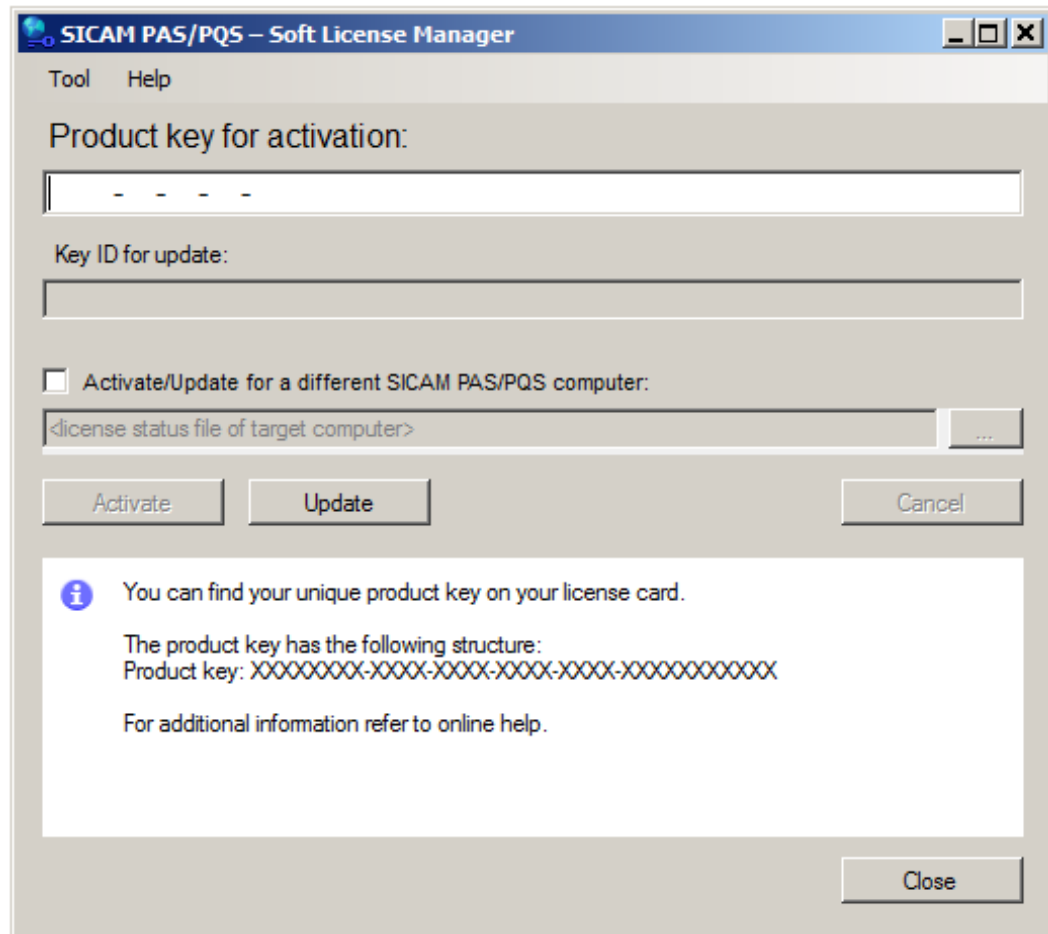 SICAM PAS/PQS – Soft License Manager
Tool Help
Product key for activation:
- - - -
Key ID for update:
Activate/Update for a different SICAM PAS/PQS computer:
<license status file of target computer>
...
Activate Update Cancel
You can find your unique product key on your license card.
The product key has the following structure:
Product key: XXXXXXXX-XXXX-XXXX-XXXX-XXXX-XXXXXXXXXXX
For additional information refer to online help.
Close